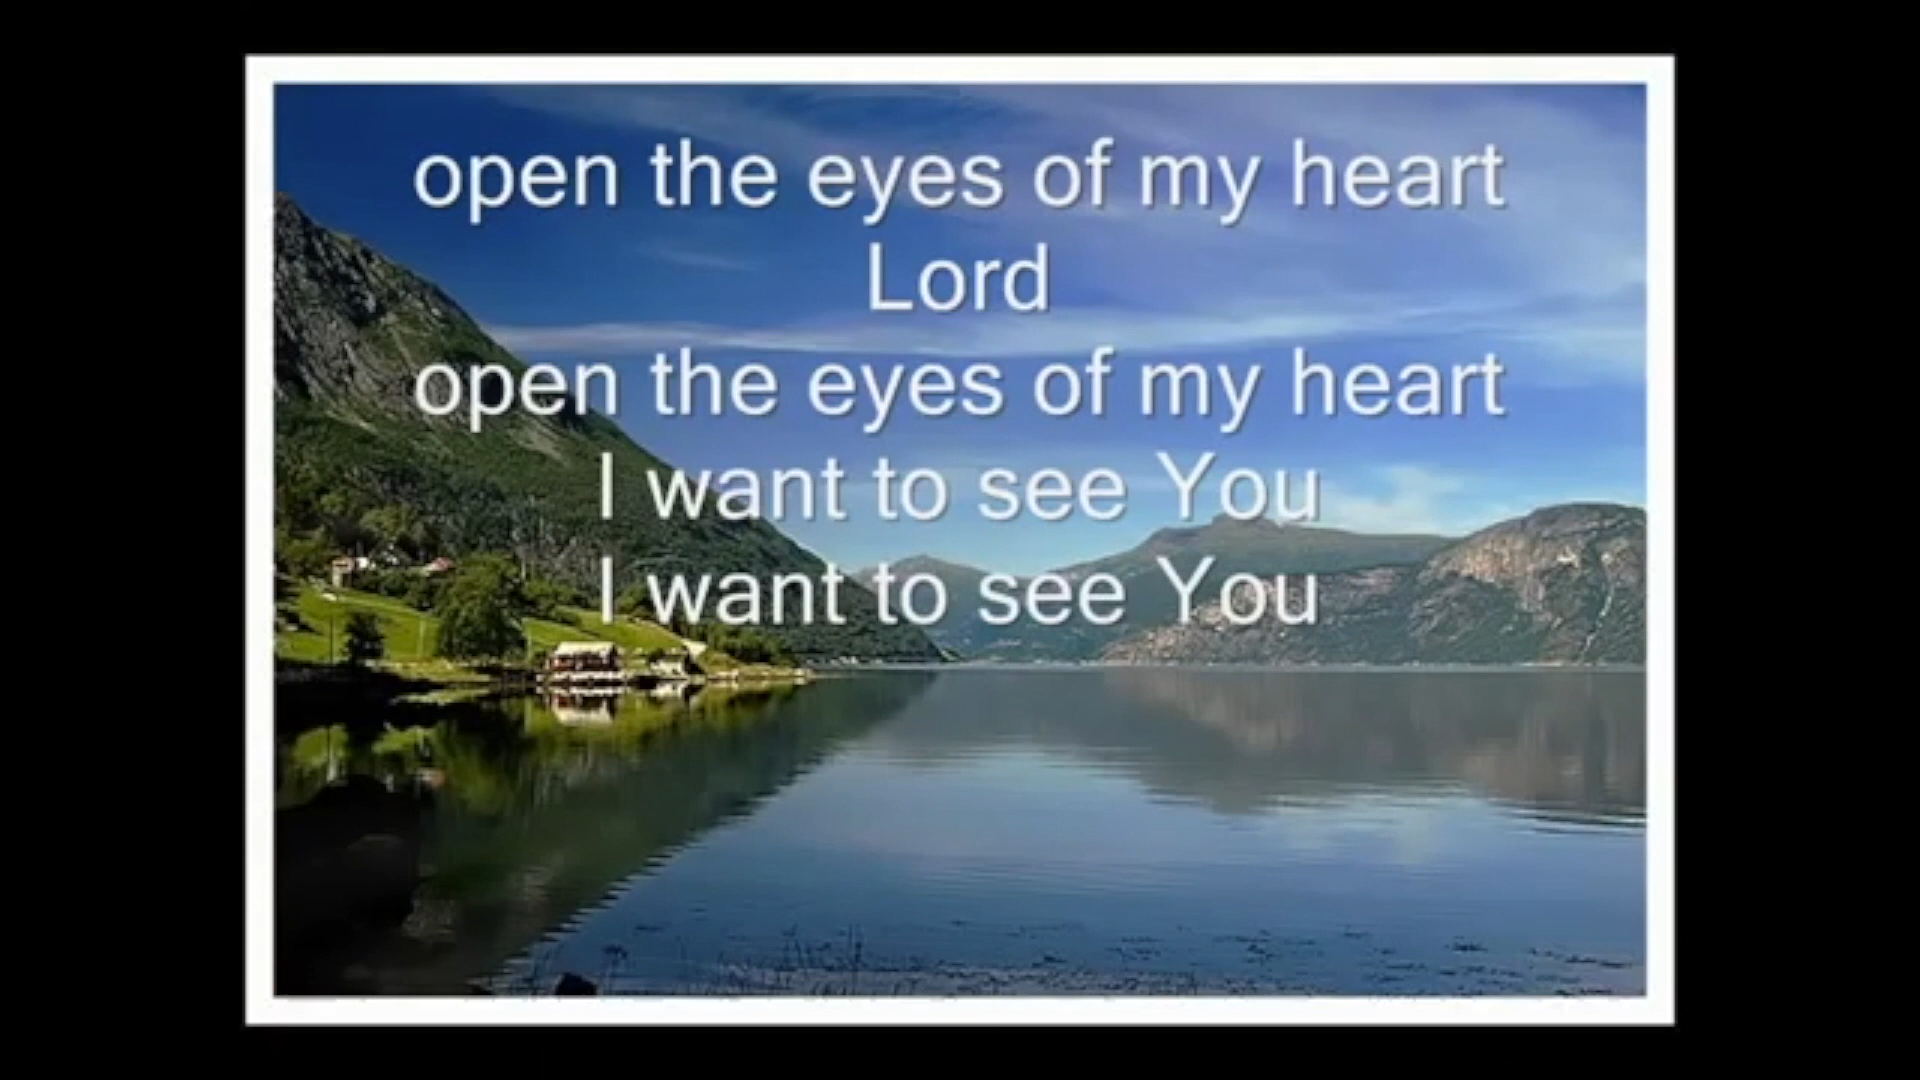 open the eyes of my heart
Lord
open the eyes of my heart
I want to see You
I want to see You